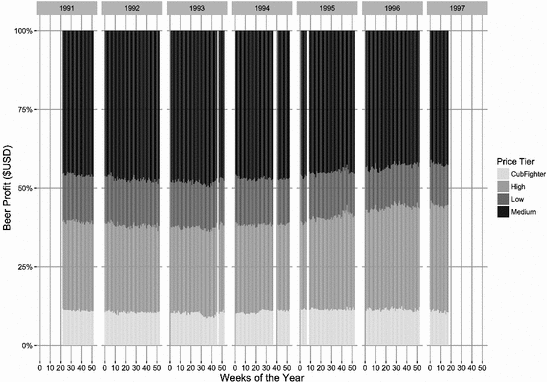 1991 1992 1993 1994 1995 1996 1997
100%
75%
50%
25%
0%
Beer Profit ($USD)
0 10 20 30 40 50 0 10 20 30 40 50 0 10 20 30 40 50 0 10 20 30 40 50 0 10 20 30 40 50 0 10 20 30 40 50 0 10 20 30 40 50
Weeks of the Year
Price Tier
CubFighter
High
Low
Medium